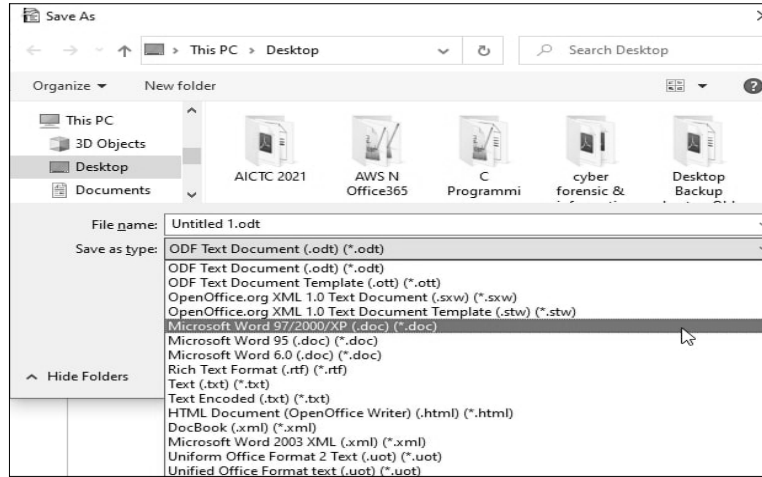 Save As
This PC > Desktop
Search Desktop
Organize
New folder
This PC
3D Objects
Desktop
Documents
AICTC 2021
AWS N
Office365
C
Programmi
cyber
forensic &
Desktop
Backup
File name: Untitled 1.odt
Save as type: ODF Text Document (.odt) (*.odt)
ODF Text Document (.odt) (*.odt)
ODF Text Document Template (.ott) (*.ott)
OpenOffice.org XML 1.0 Text Document (.sxw) (*.sxw)
OpenOffice.org XML 1.0 Text Document Template (.stw) (*.stw)
Microsoft Word 97/2000/XP (.doc) (*.doc)
Microsoft Word 95 (.doc) (*.doc)
Microsoft Word 6.0 (.doc) (*.doc)
Rich Text Format (.rtf) (*.rtf)
Text (.txt) (*.txt)
Text Encoded (.txt) (*.txt)
HTML Document (OpenOffice Writer) (.html) (*.html)
DocBook (.xml) (*.xml)
Microsoft Word 2003 XML (.xml) (*.xml)
Uniform Office Format 2 Text (.uot) (*.uot)
Unified Office Format text (.uot) (*.uot)
Hide Folders